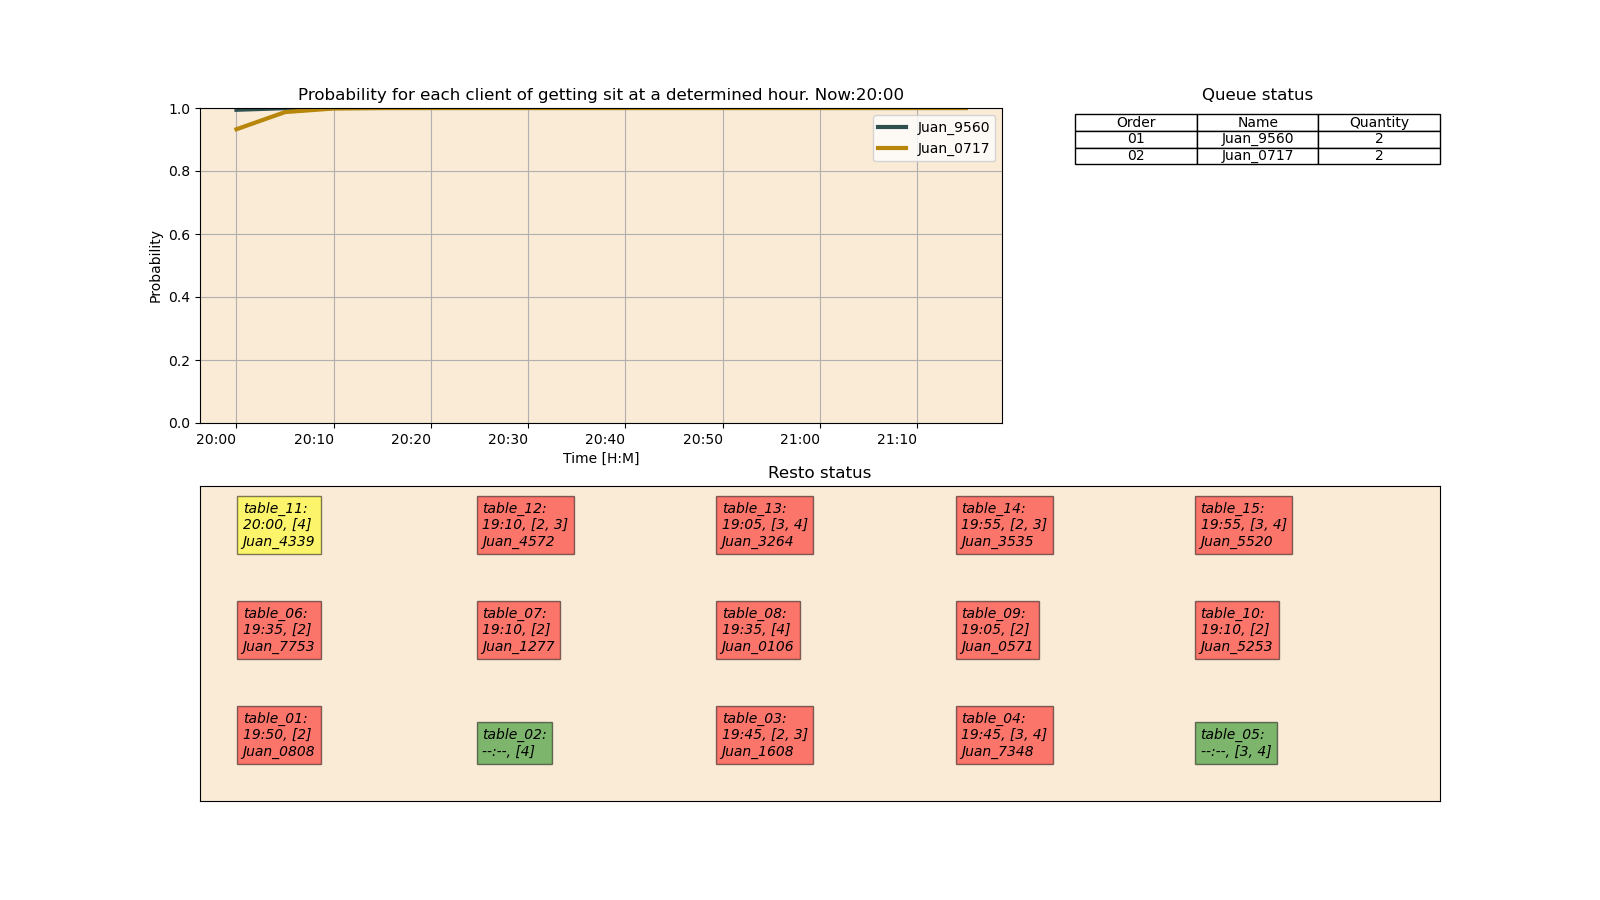 Probability for each client of getting sit at a determined hour. Now:20:00
1.0
0.8
0.6
0.4
0.2
0.0
Probability
Juan_9560
Juan_0717
20:00 20:10 20:20 20:30 20:40 20:50 21:00 21:10
Time [H:M]
Queue status
Order Name Quantity
01 Juan_9560 2
02 Juan_0717 2
Resto status
table_11:
20:00, [4]
Juan_4339
table_12:
19:10, [2, 3]
Juan_4572
table_13:
19:05, [3, 4]
Juan_3264
table_14:
19:55, [2, 3]
Juan_3535
table_15:
19:55, [3, 4]
Juan_5520
table_06:
19:35, [2]
Juan_7753
table_07:
19:10, [2]
Juan_1277
table_08:
19:35, [4]
Juan_0106
table_09:
19:05, [2]
Juan_0571
table_10:
19:10, [2]
Juan_5253
table_01:
19:50, [2]
Juan_0808
table_02:
--:--, [4]
table_03:
19:45, [2, 3]
Juan_1608
table_04:
19:45, [3, 4]
Juan_7348
table_05:
--:--, [3, 4]